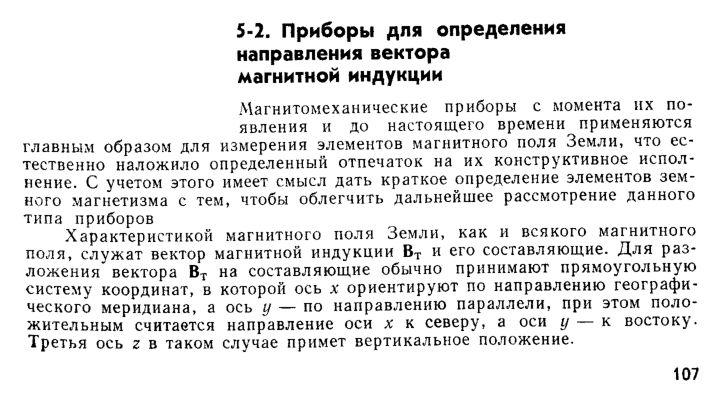 5-2. Приборы для определения
направления вектора
магнитной индукции
Магнитомеханические приборы с момента их по-
явления и до настоящего времени применяются
главным образом для измерения элементов магнитного поля Земли, что ес-
тественно наложило определенный отпечаток на их конструктивное испол-
нение. С учетом этого имеет смысл дать краткое определение элементов зем-
ного магнетизма с тем, чтобы облегчить дальнейшее рассмотрение данного
типа приборов
Характеристикой магнитного поля Земли, как и всякого магнитного
поля, служат вектор магнитной индукции Bт и его составляющие. Для раз-
ложения вектора Bт на составляющие обычно принимают прямоугольную
систему координат, в которой ось x ориентируют по направлению географи-
ческого меридиана, а ось y — по направлению параллели, при этом поло-
жительным считается направление оси x к северу, а оси y — к востоку.
Третья ось z в таком случае примет вертикальное положение.
107